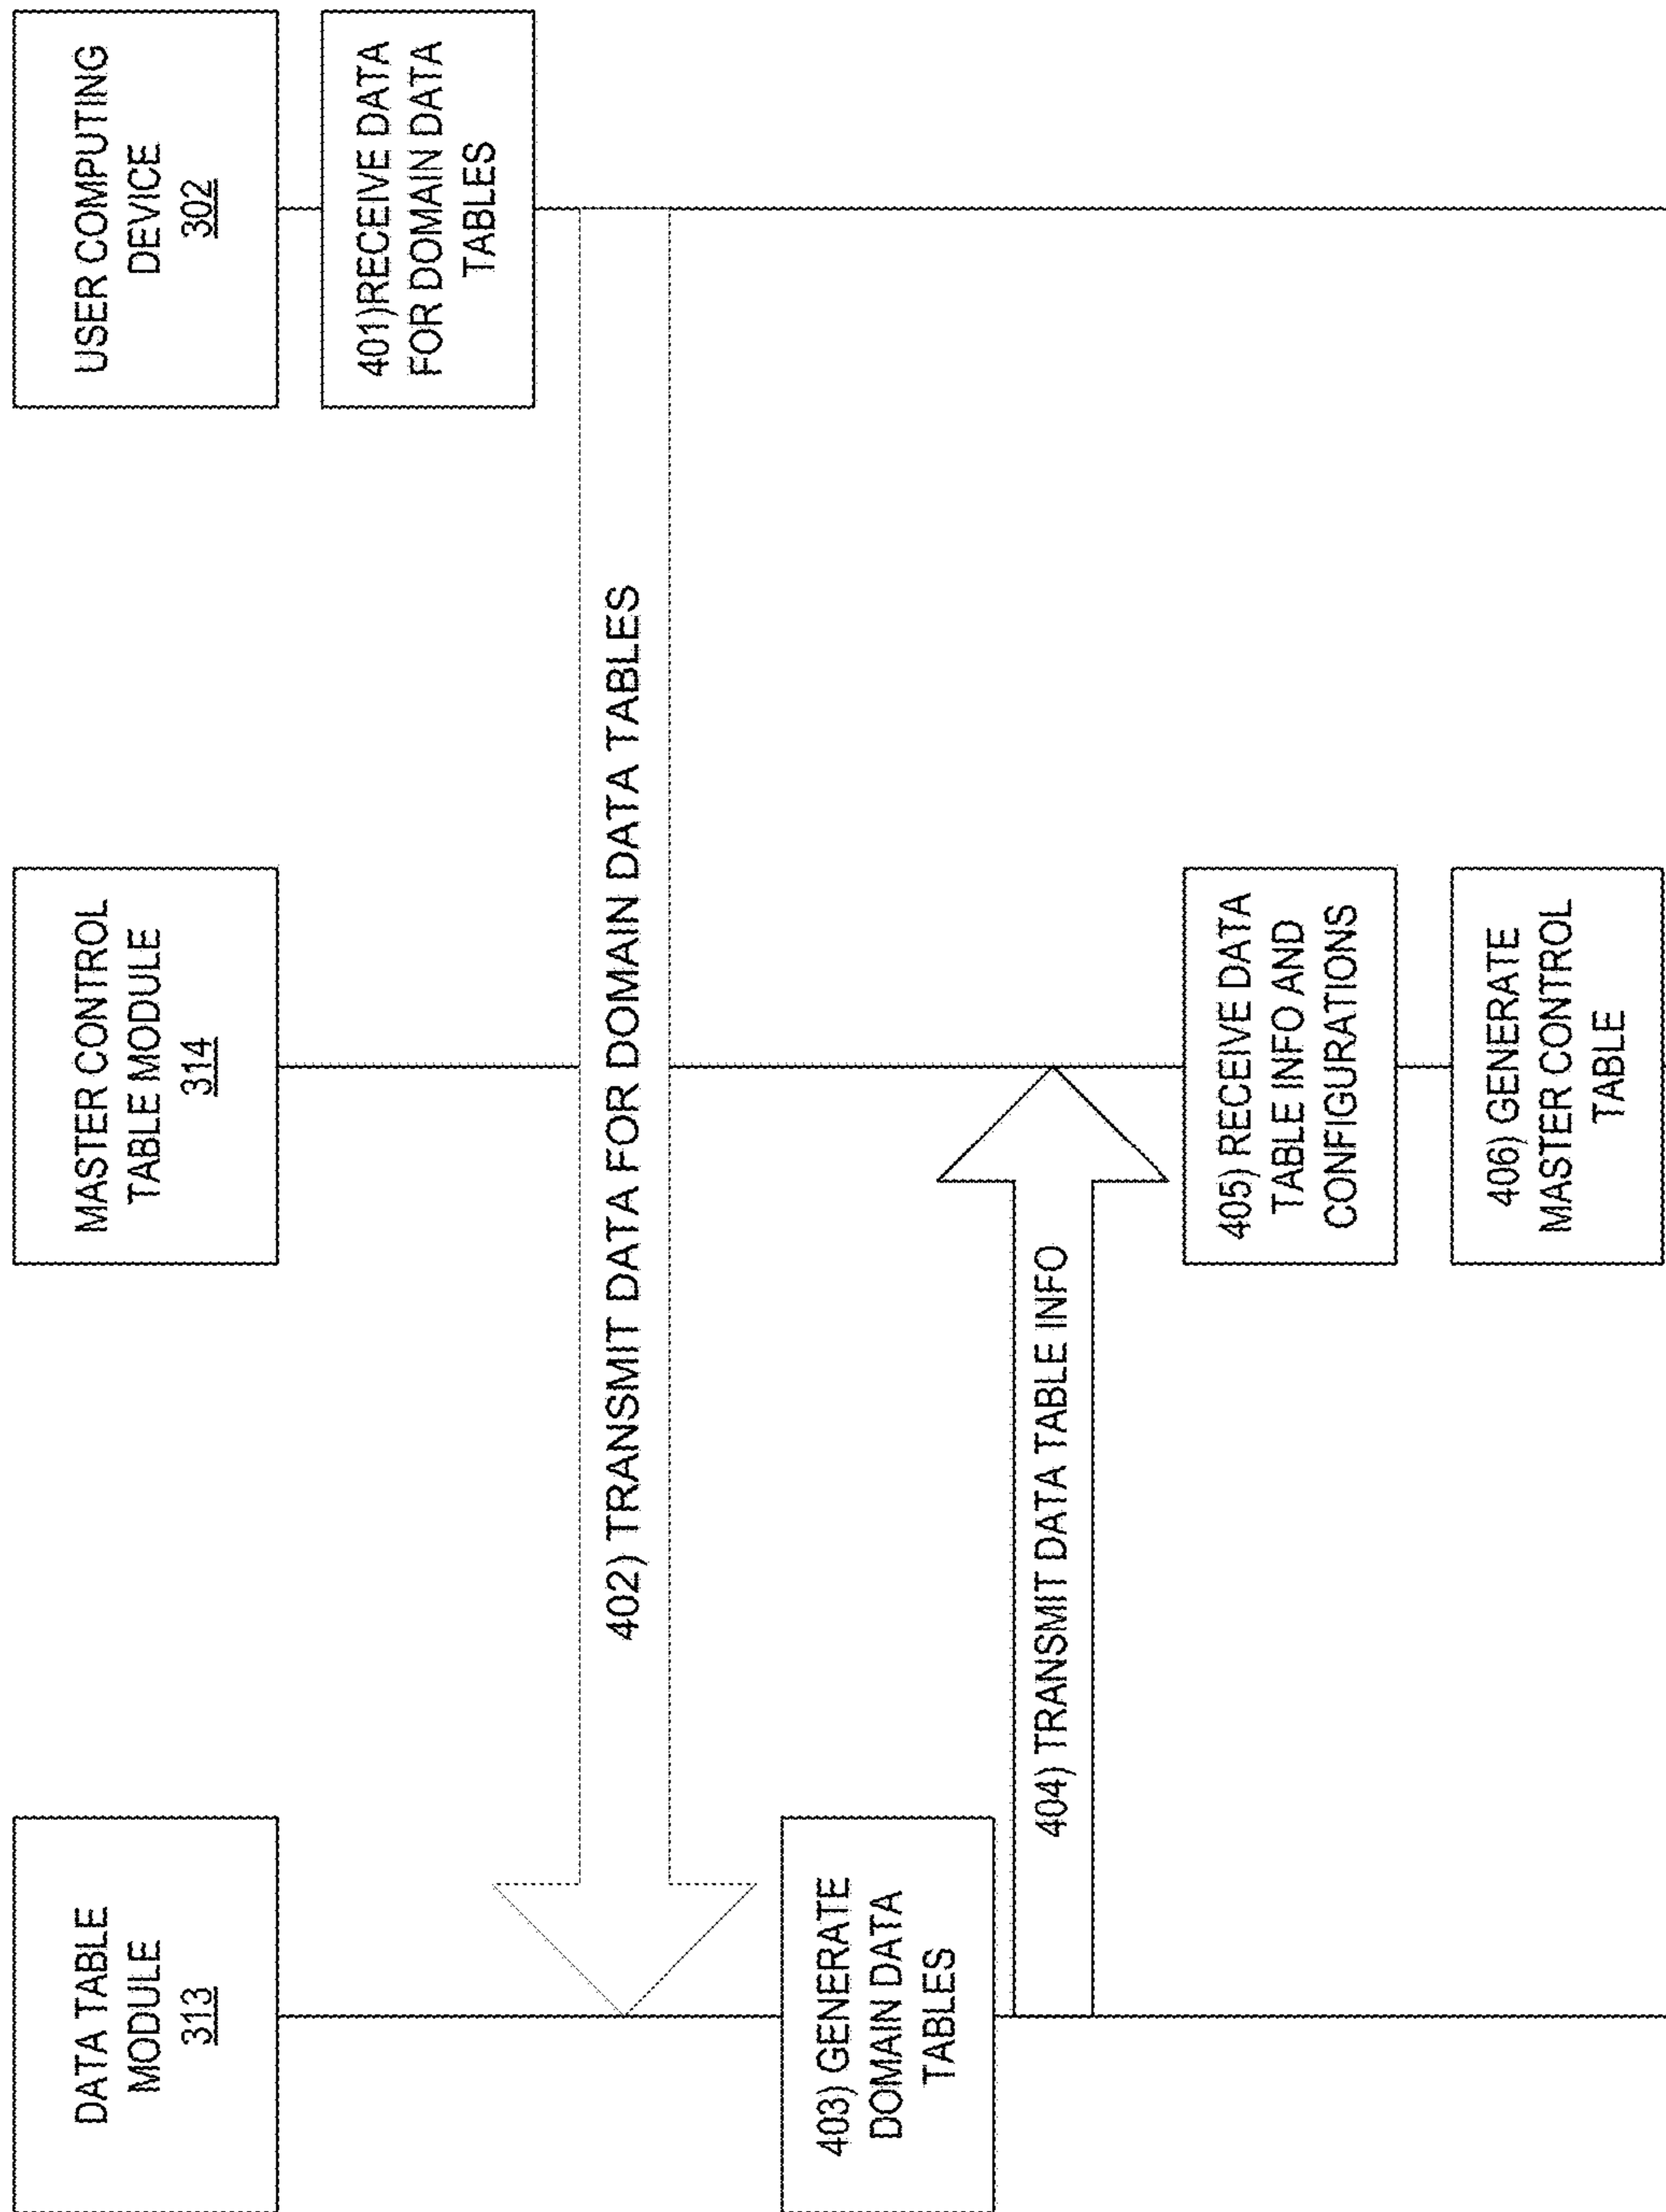 DATA TABLE
MODULE
313
MASTER CONTROL
TABLE MODULE
314
USER COMPUTING
DEVICE
302
401)RECEIVE DATA
FOR DOMAIN DATA
TABLES
402) TRANSMIT DATA FOR DOMAIN DATA TABLES
403) GENERATE
DOMAIN DATA
TABLES
404) TRANSMIT DATA TABLE INFO
405) RECEIVE DATA
TABLE INFO AND
CONFIGURATIONS
406) GENERATE
MASTER CONTROL
TABLE